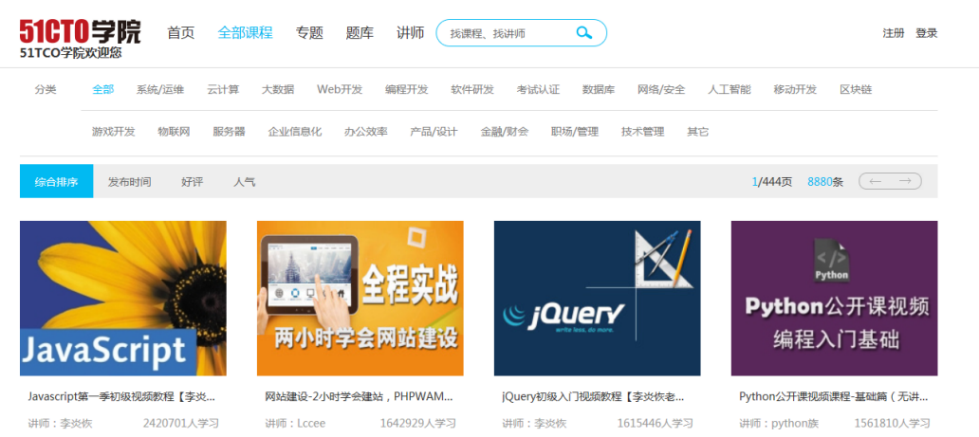 51CTO学院 首页 全部课程 专题 题库 讲师 找课程、找讲师 注册 登录
51TCO学院欢迎您
分类 全部 系统/运维 云计算 大数据 Web开发 编程开发 软件研发 考试认证 数据库 网络/安全 人工智能 移动开发 区块链
游戏开发 物联网 服务器 企业信息化 办公效率 产品/设计 金融/财会 职场/管理 技术管理 其它
综合排序 发布时间 好评 人气 1/444页 8880条
JavaScript
全程实战
两小时学会网站建设
jQuery
write less, do more.
Python
Python公开课视频
编程入门基础
Javascript第一季初级视频教程【李炎... 网站建设-2小时学会建站，PHPWAM... jQuery初级入门视频教程【李炎恢老... Python公开课视频课程-基础篇（无讲...
讲师：李炎恢 2420701人学习 讲师：Lccee 1642929人学习 讲师：李炎恢 1615446人学习 讲师：python族 1561810人学习